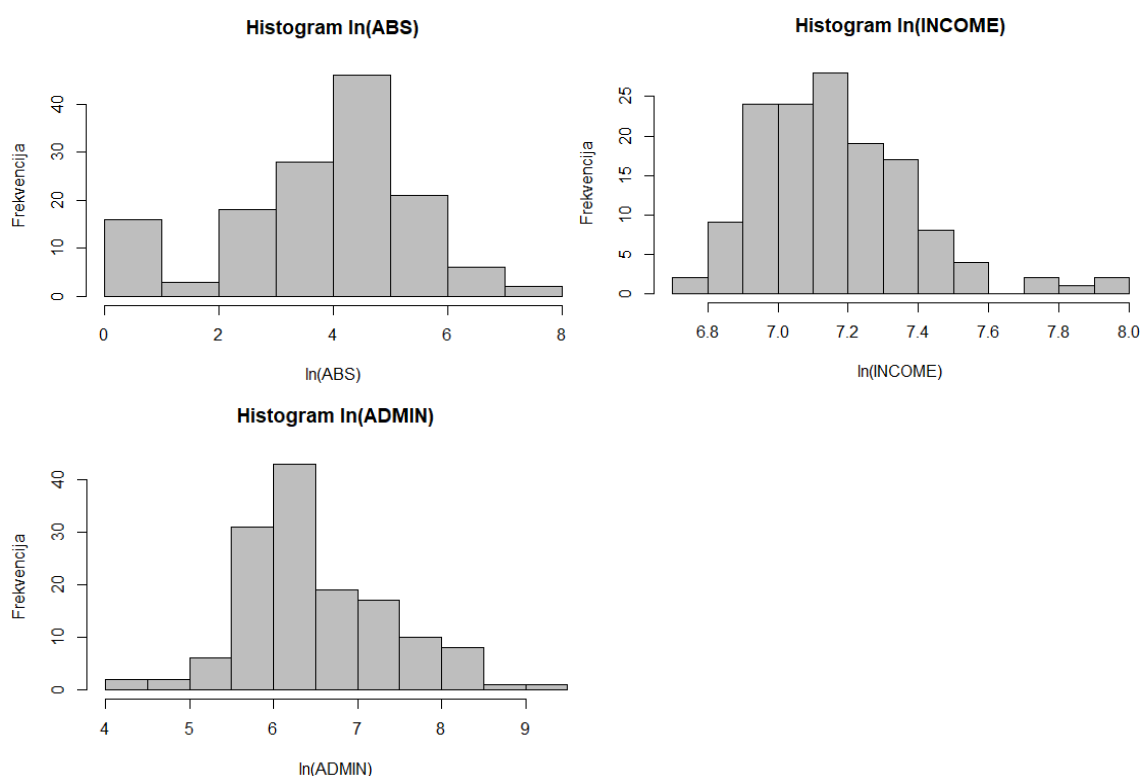 Histogram ln(ABS)
Frekvencija
0 10 20 30 40
0 2 4 6 8
ln(ABS)
Histogram ln(INCOME)
Frekvencija
0 5 10 15 20 25
6.8 7.0 7.2 7.4 7.6 7.8 8.0
ln(INCOME)
Histogram ln(ADMIN)
Frekvencija
0 10 20 30 40
4 5 6 7 8 9
ln(ADMIN)